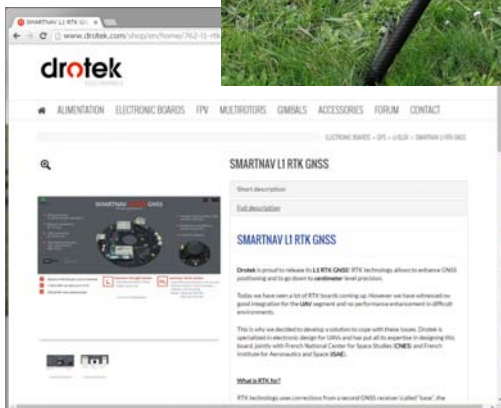 SMARTNAV L1 RTK GN
www.drotek.com/shop/en/home/762-l1-rtk
drotek
ALIMENTATION ELECTRONIC BOARDS FPV MULTIROTORS GIMBALS ACCESSORIES FORUM CONTACT
ELECTRONIC BOARDS > GPS > U-BLOX > SMARTNAV L1 RTK GNSS
SMARTNAV L1 RTK GNSS
Short description
Full description
SMARTNAV L1 RTK GNSS
Drotek is proud to release its L1 RTK GNSS! RTK technology allows to enhance GNSS
positioning and to go down to centimeter level precision.
Today we have seen a lot of RTK boards coming up. However we have witnessed no
good integration for the UAV segment and no performance enhancement in difficult
environments.
This is why we decided to develop a solution to cope with these issues. Drotek is
specialized in electronic design for UAVs and has put all its expertise in designing this
board, jointly with French National Center for Space Studies (CNES) and French
Institute for Aeronautics and Space (ISAE).
What is RTK for?
RTK technology uses corrections from a second GNSS receiver (called "base", the
SMARTNAV GNSS